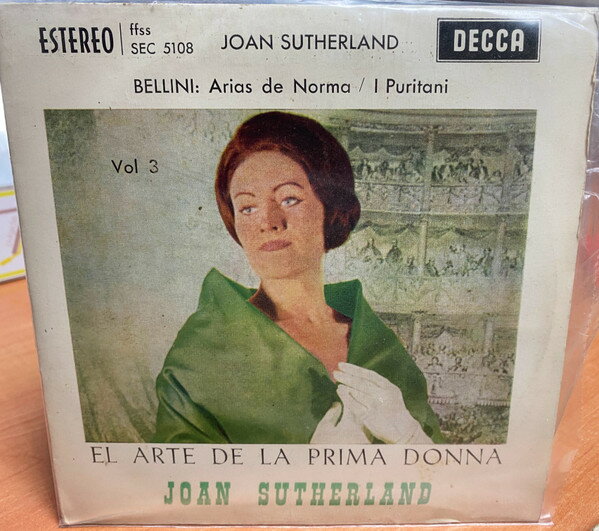 ESTEREO ffss SEC 5108 JOAN SUTHERLAND DECCA
BELLINI: Arias de Norma / I Puritani
Vol 3
EL ARTE DE LA PRIMA DONNA
JOAN SUTHERLAND